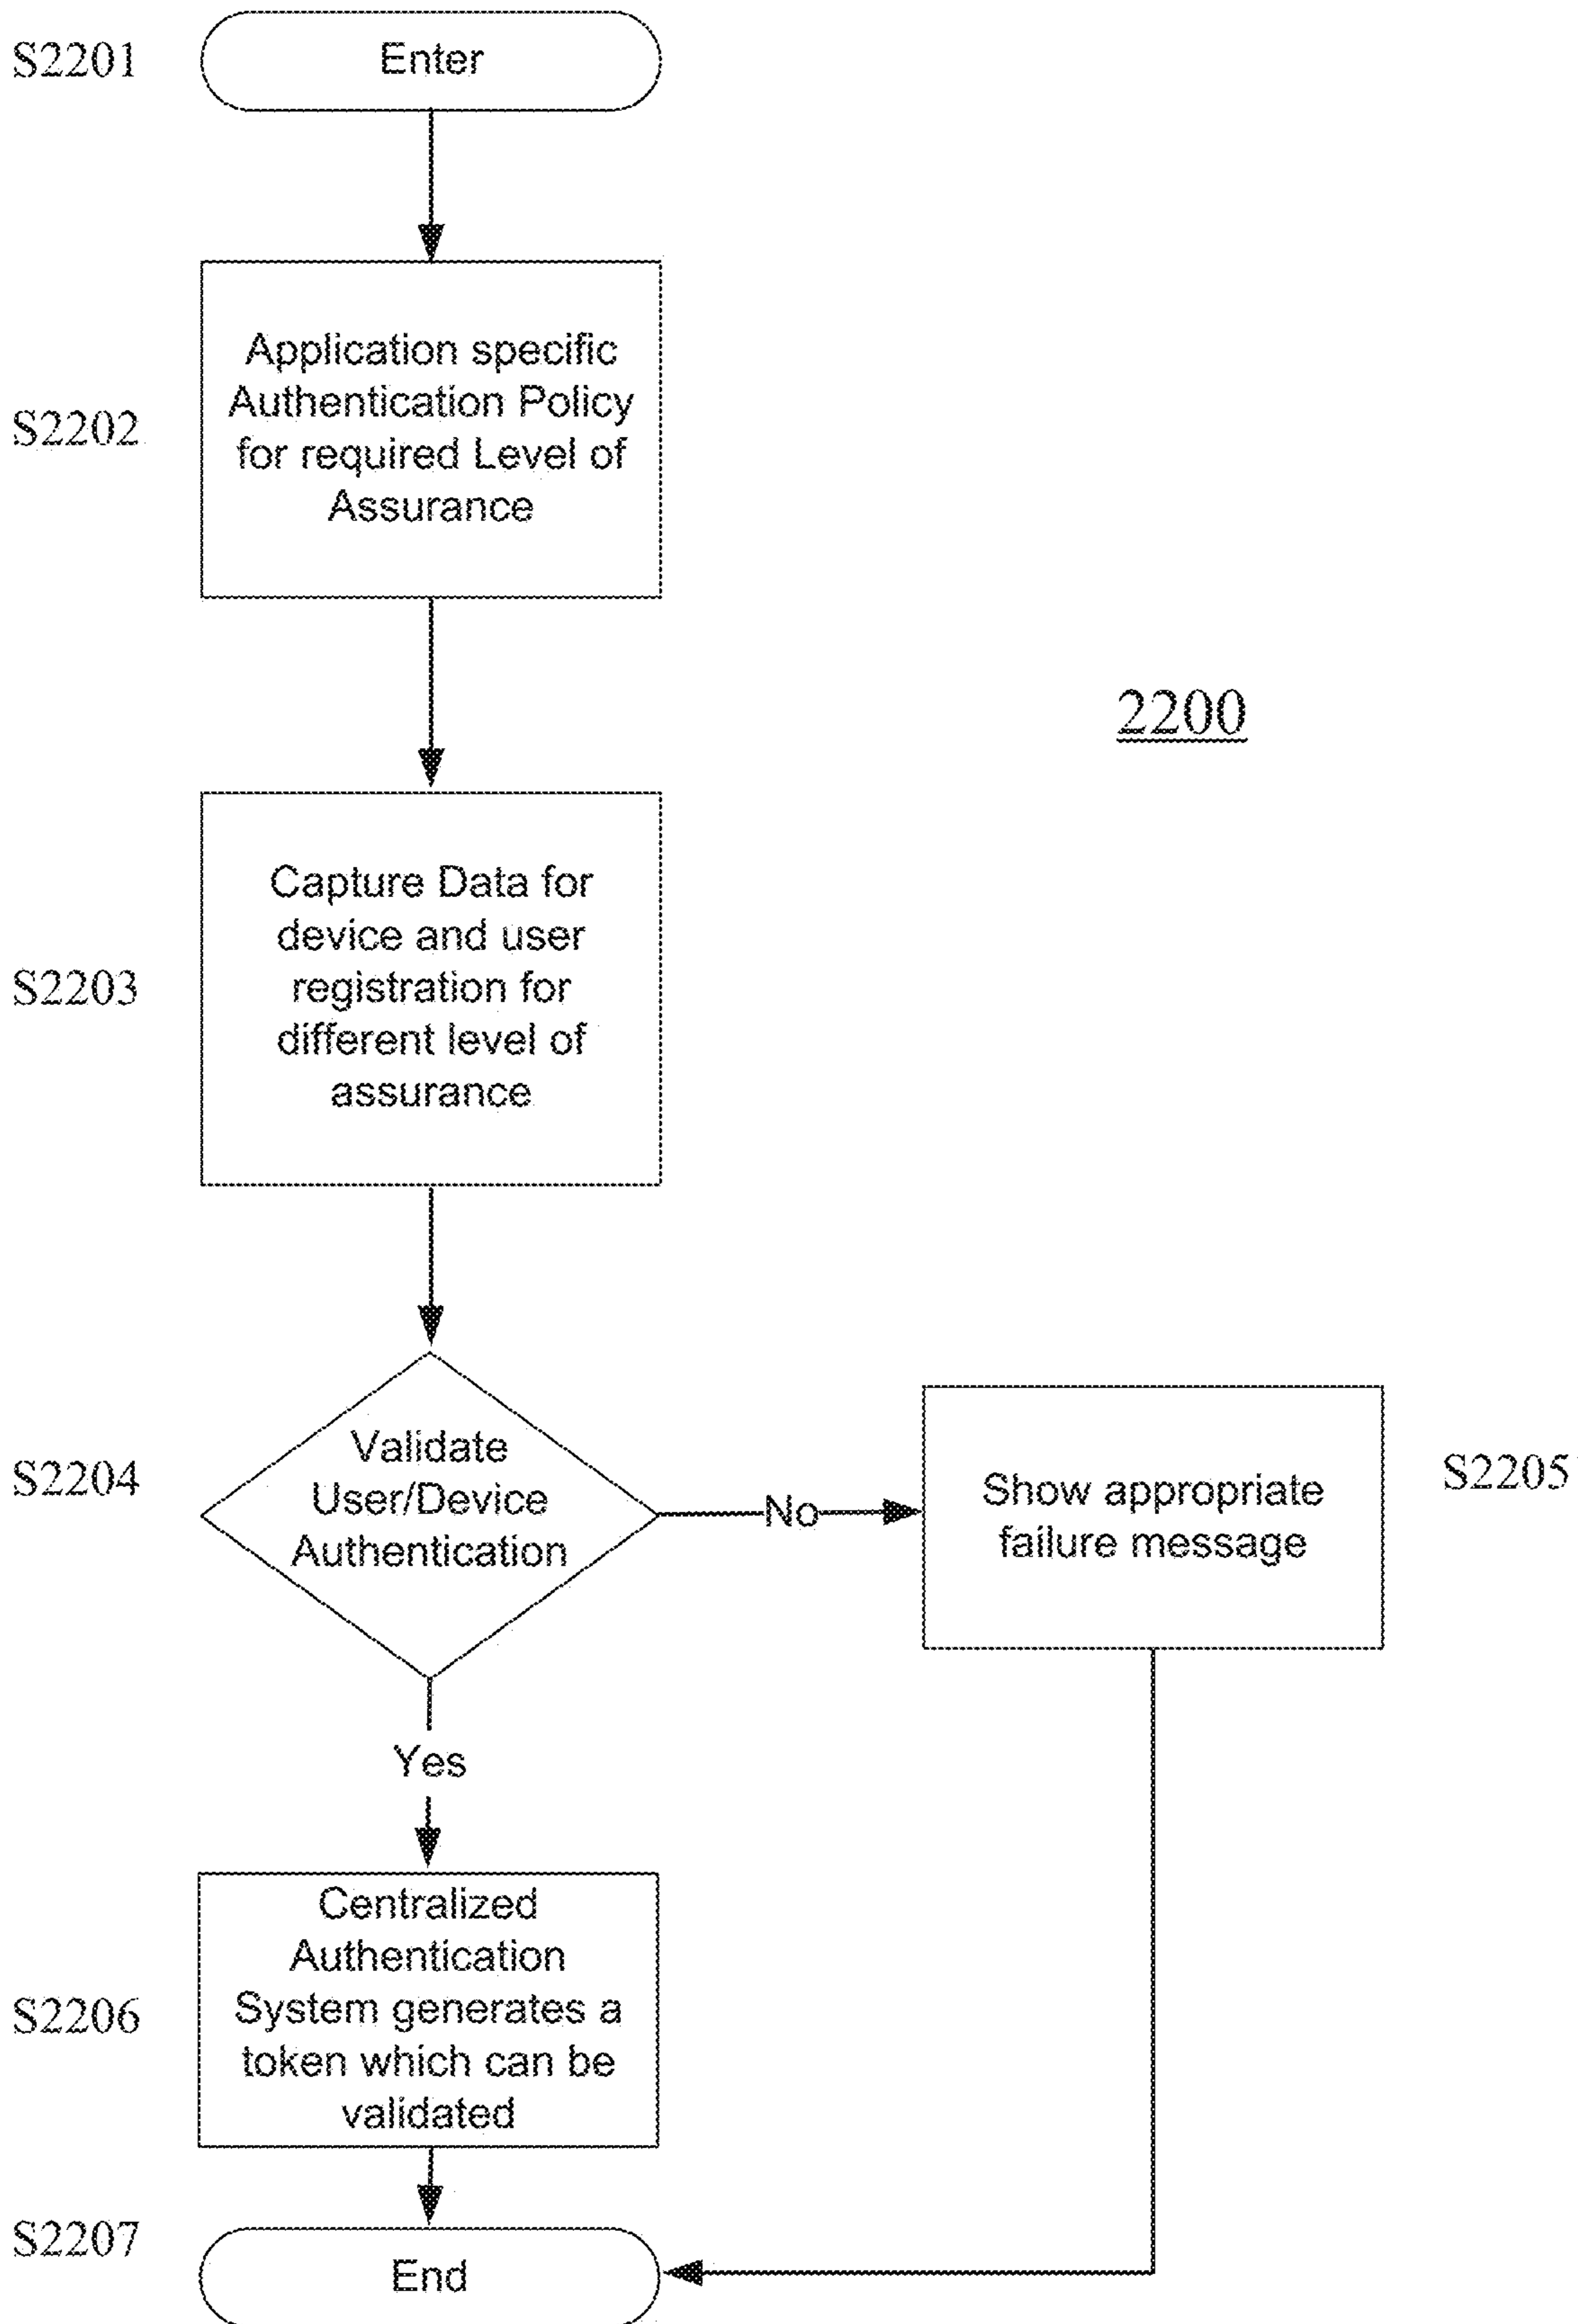 S2201
Enter
Application specific
Authentication Policy
for required Level of
Assurance
S2202
2200
Capture Data for
device and user
registration for
different level of
assurance
S2203
Validate
User/Device
Authentication
S2204
No
Show appropriate
failure message
S2205
Yes
Centralized
Authentication
System generates a
token which can be
validated
S2206
S2207
End